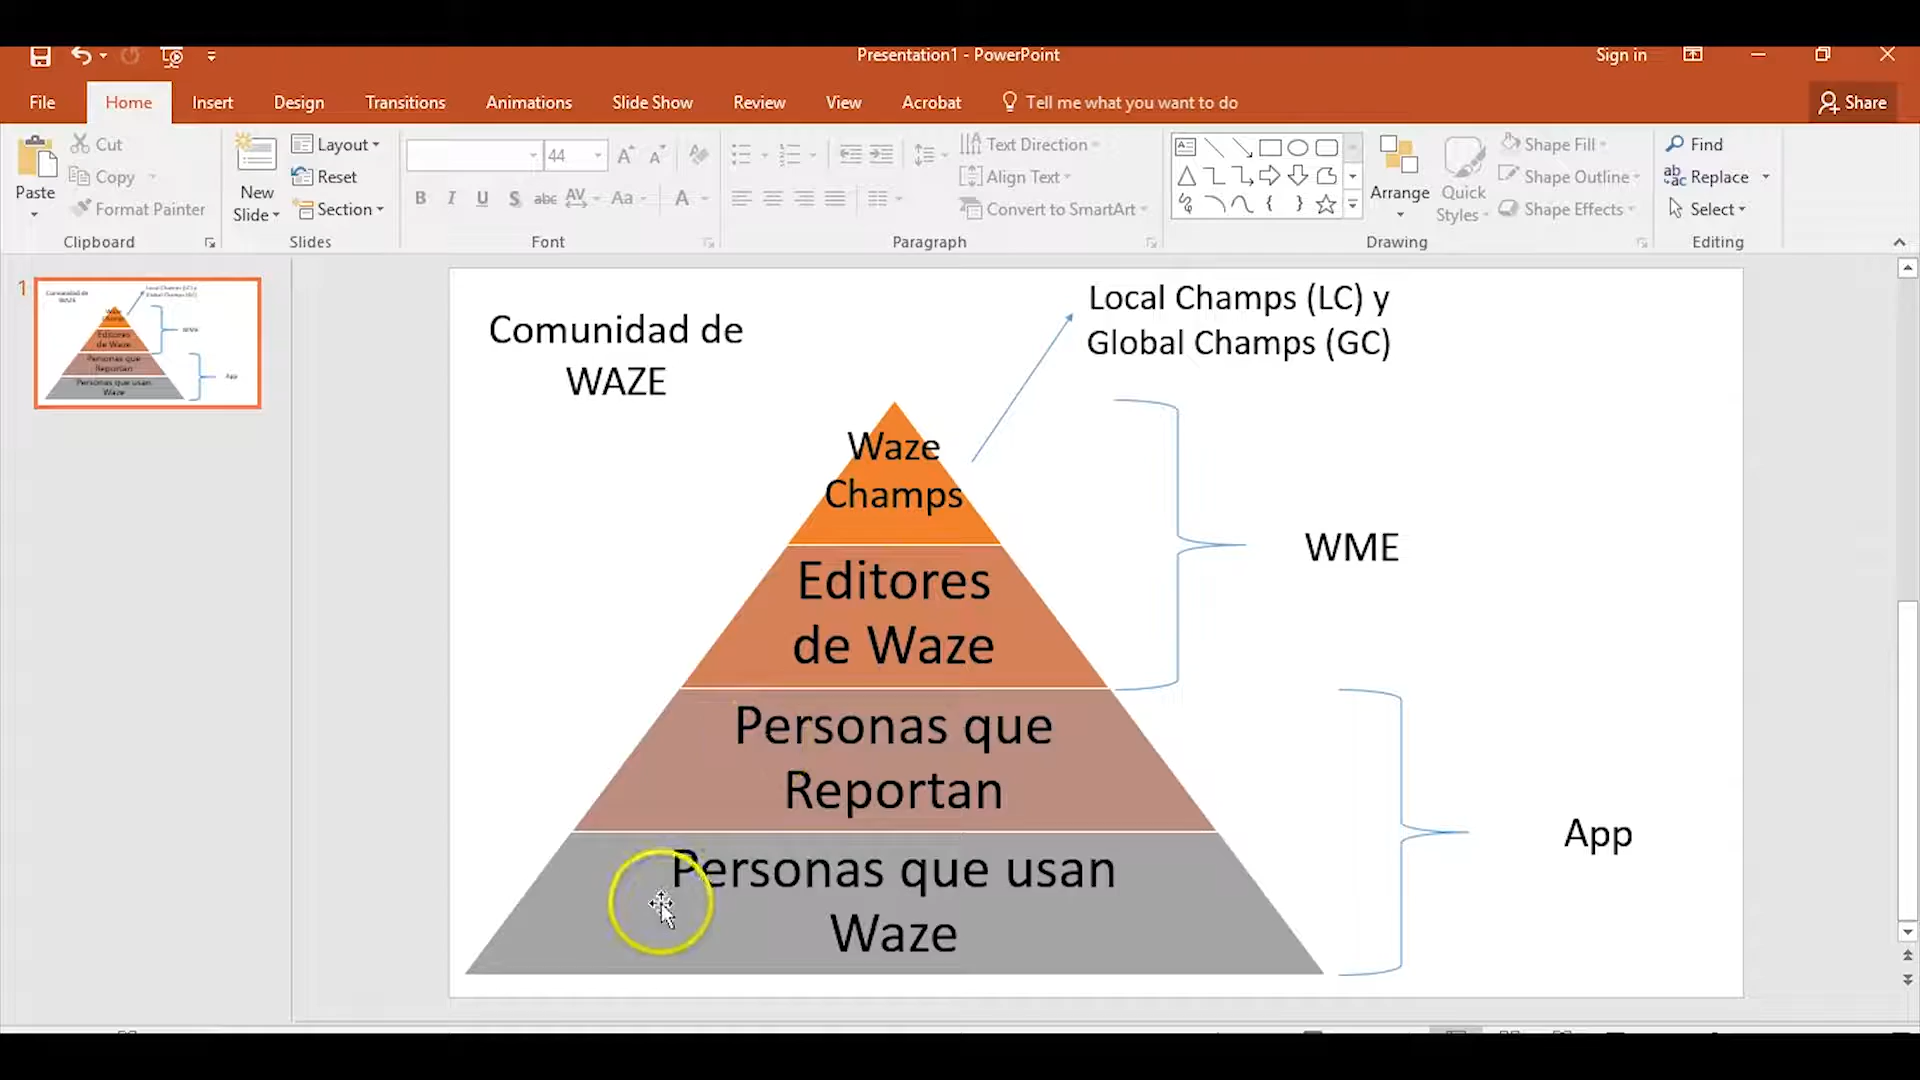 Presentation1 - PowerPoint
Sign in
File
Home
Insert
Design
Transitions
Animations
Slide Show
Review
View
Acrobat
Tell me what you want to do
Share
Paste
Cut
Copy
Format Painter
Clipboard
New
Slide
Layout
Reset
Section
Slides
44
B I U S abc AV Aa A
Font
Text Direction
Align Text
Convert to SmartArt
Paragraph
Arrange
Quick
Styles
Shape Fill
Shape Outline
Shape Effects
Drawing
Find
Replace
Select
Editing
1
Comunidad de
WAZE
Local Champs (LC) y
Global Champs (GC)
Waze
Champs
Editores
de Waze
Personas que
Reportan
Personas que usan
Waze
WME
App